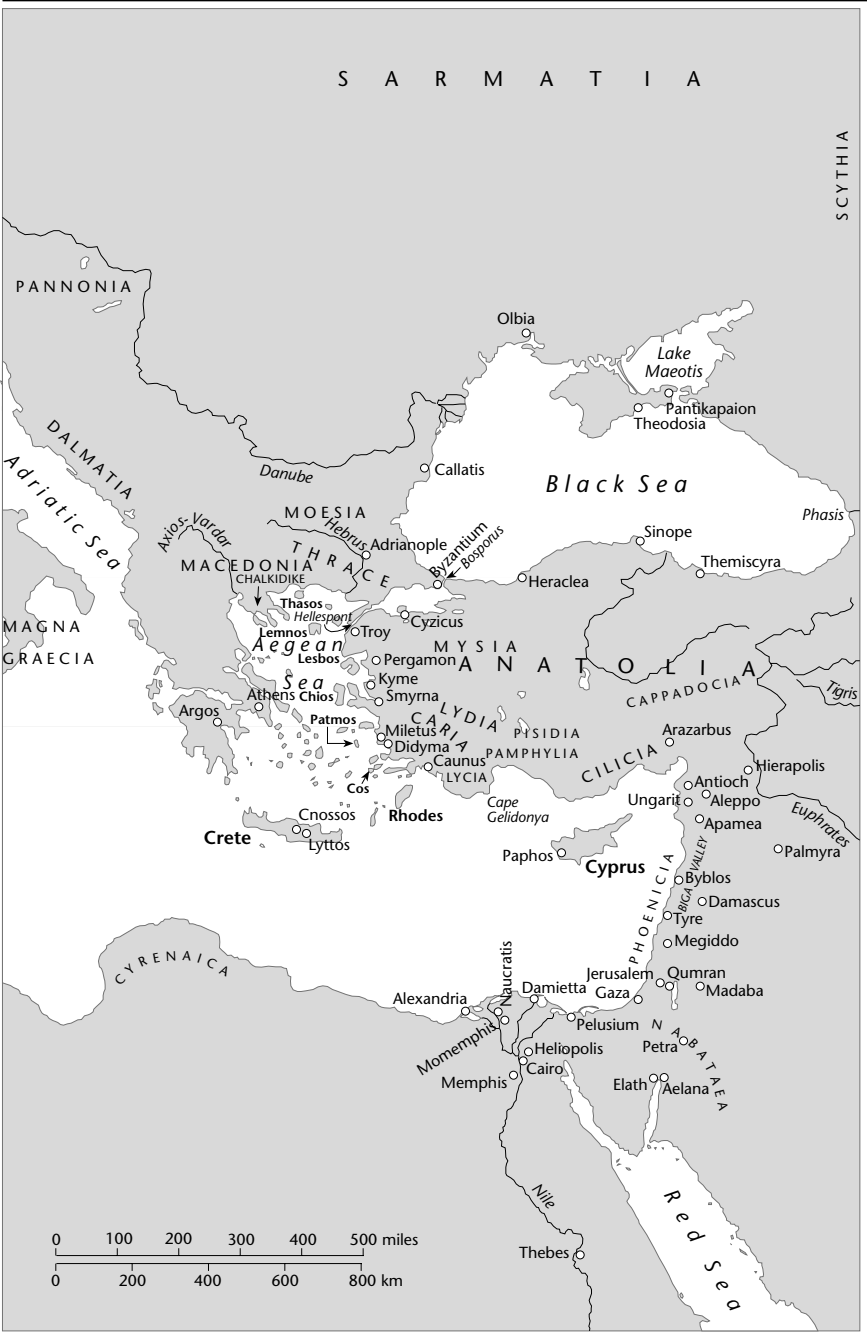 SARMATIA
SCYTHIA
PANNONIA
Olbia
Lake
Maeotis
Pantikapaion
Theodosia
DALMATIA
Adriatic Sea
Danube
Callatis
Black Sea
Phasis
MOESIA
Axios-Vardar
Hebrus
Adrianople
THRACE
Byzantium
Bosporus
Sinope
Themiscyra
Heraclea
MACEDONIA
CHALKIDIKE
Thasos
Hellespont
Cyzicus
MAGNA
GRAECIA
Lemnos
Troy
Aegean
Sea
MYSIA
Lesbos
Pergamon
ANATOLIA
Kyme
CAPPADOCIA
Tigris
Athens
Chios
Smyrna
Argos
LYDIA
CARIA
Patmos
Miletus
Didyma
PISIDIA
PAMPHYLIA
Arazarbus
CILICIA
Caunus
LYCIA
Hierapolis
Cos
Antioch
Ungarit
Aleppo
Cape
Gelidonya
Rhodes
Apamea
Euphrates
Cnossos
Crete
Lyttos
Palmyra
Paphos
Cyprus
PHOENICIA
BIGA VALLEY
Byblos
Damascus
Tyre
Megiddo
CYRENAICA
Naucratis
Jerusalem
Qumran
Alexandria
Damietta
Gaza
Madaba
Momemphis
Pelusium
NABATAEA
Petra
Heliopolis
Cairo
Memphis
Elath
Aelana
Nile
Red Sea
Thebes
0 100 200 300 400 500 miles
0 200 400 600 800 km